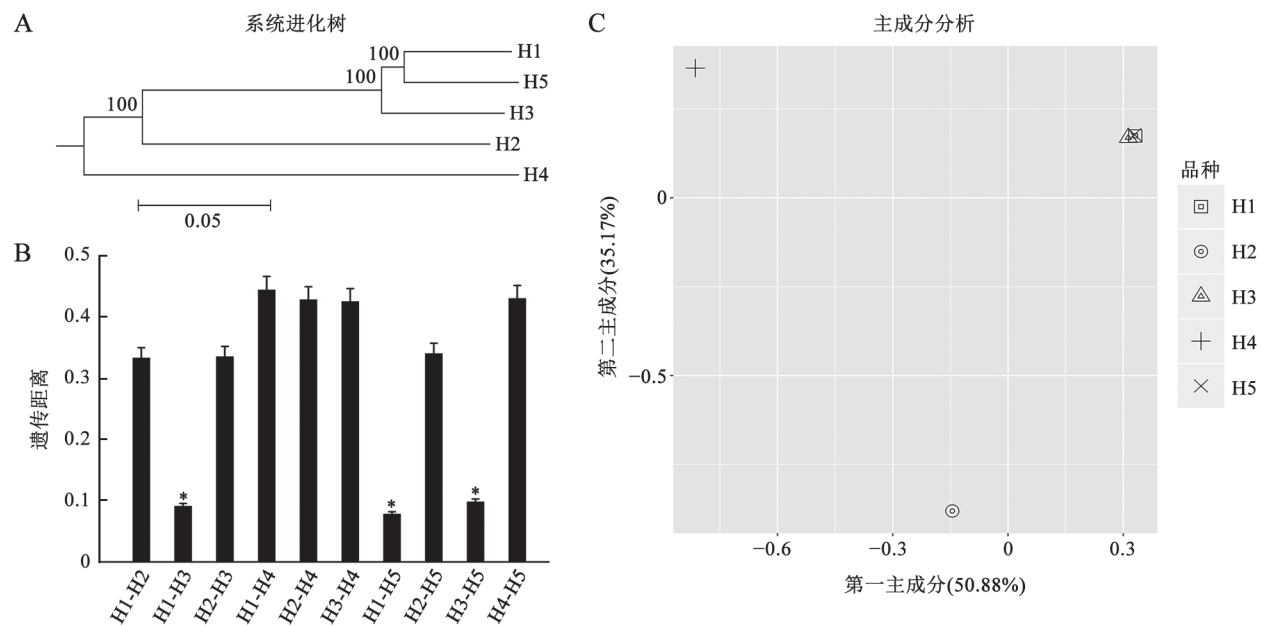 A
系统进化树
100
H1
100
H5
100
H3
H2
H4
0.05
B
0.5
0.4
0.3
0.2
0.1
0
遗传距离
*
*
*
H1-H2
H1-H3
H2-H3
H1-H4
H2-H4
H3-H4
H1-H5
H2-H5
H3-H5
H4-H5
C
主成分分析
0
−0.5
第二主成分(35.17%)
−0.6
−0.3
0
0.3
第一主成分(50.88%)
品种
H1
H2
H3
H4
H5